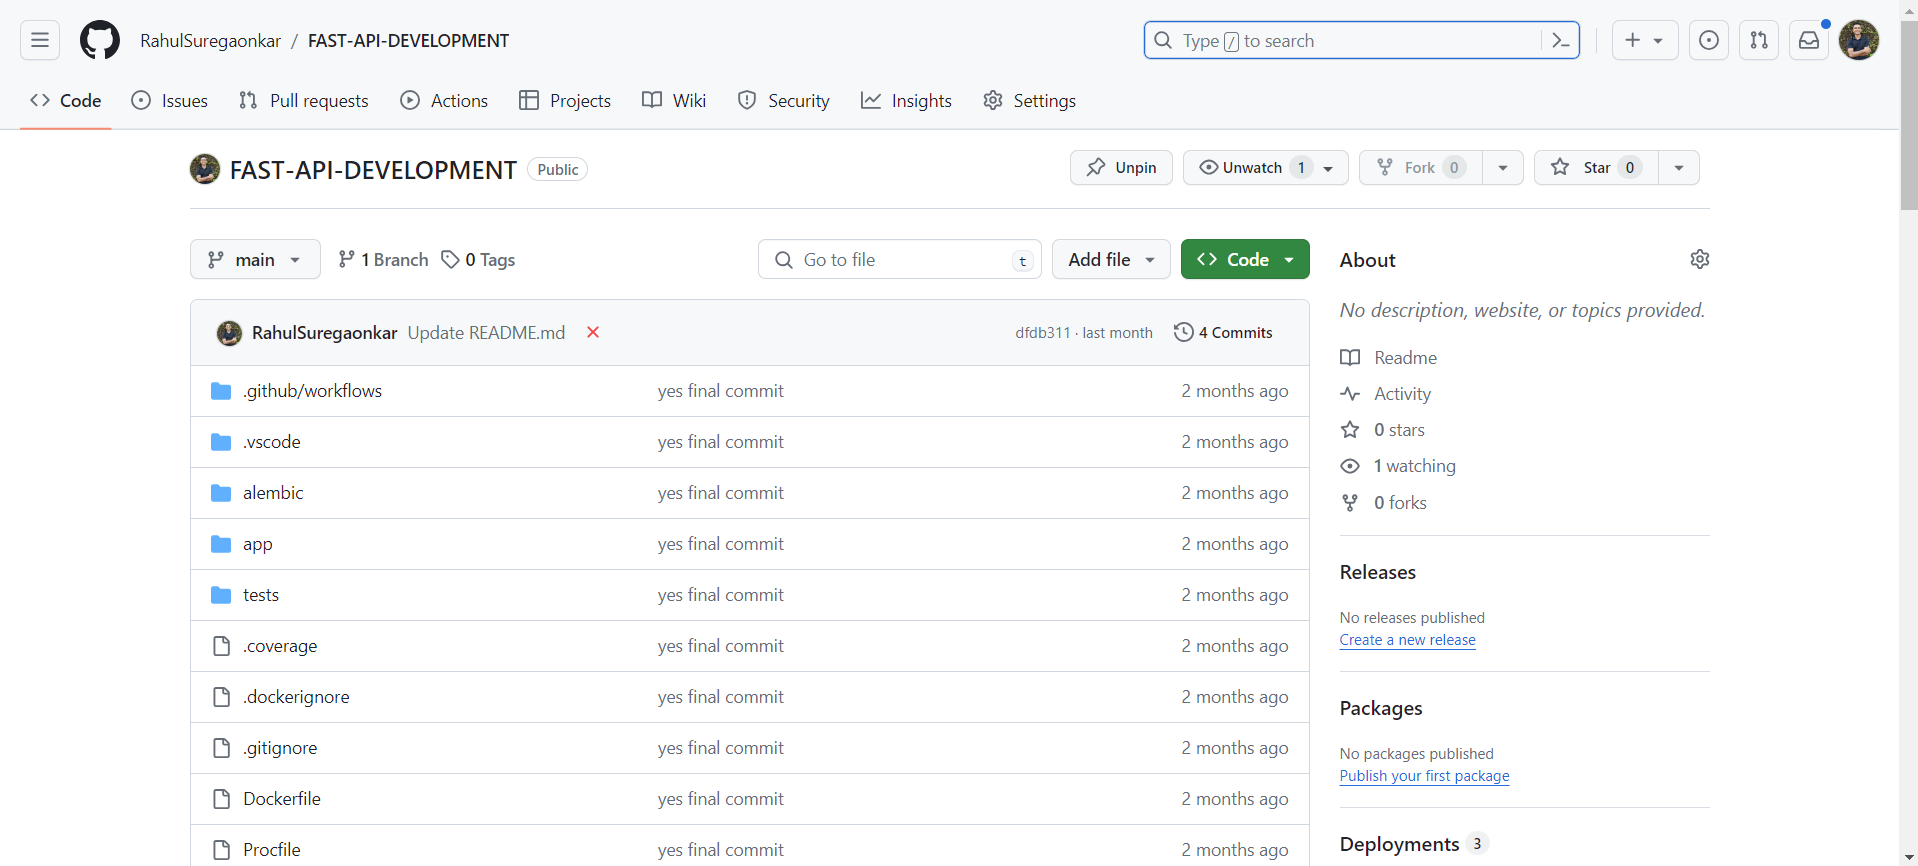 RahulSuregaonkar / FAST-API-DEVELOPMENT
Type / to search
Code Issues Pull requests Actions Projects Wiki Security Insights Settings
FAST-API-DEVELOPMENT Public
Unpin Unwatch 1 Fork 0 Star 0
main 1 Branch 0 Tags Go to file t Add file Code
RahulSuregaonkar Update README.md dfdb311 · last month 4 Commits
.github/workflows yes final commit 2 months ago
.vscode yes final commit 2 months ago
alembic yes final commit 2 months ago
app yes final commit 2 months ago
tests yes final commit 2 months ago
.coverage yes final commit 2 months ago
.dockerignore yes final commit 2 months ago
.gitignore yes final commit 2 months ago
Dockerfile yes final commit 2 months ago
Procfile yes final commit 2 months ago
About
No description, website, or topics provided.
Readme
Activity
0 stars
1 watching
0 forks
Releases
No releases published
Create a new release
Packages
No packages published
Publish your first package
Deployments 3